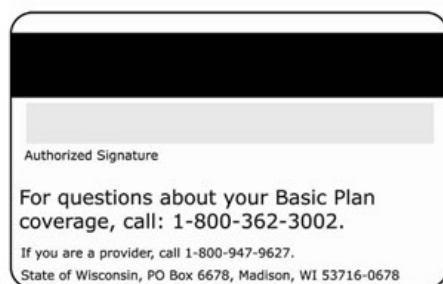 Authorized Signature
For questions about your Basic Plan
coverage, call: 1-800-362-3002.
If you are a provider, call 1-800-947-9627.
State of Wisconsin, PO Box 6678, Madison, WI 53716-0678